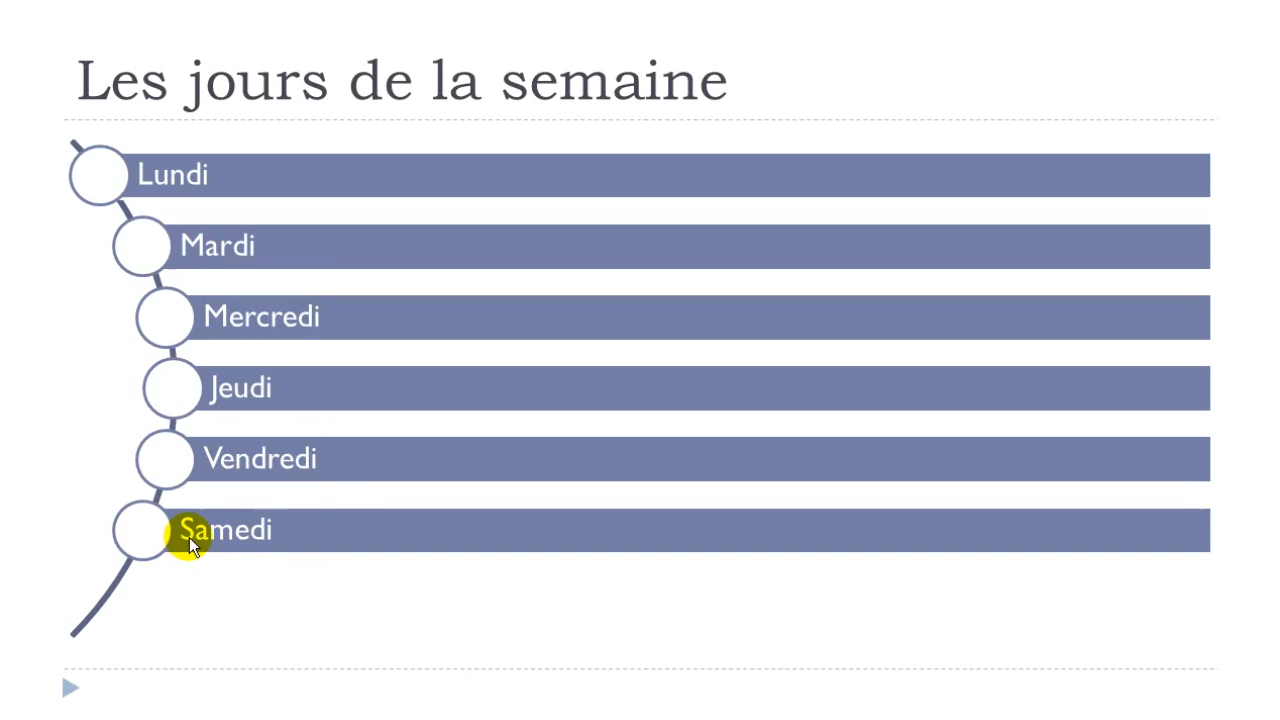 Les jours de la semaine
Lundi
Mardi
Mercredi
Jeudi
Vendredi
Samedi